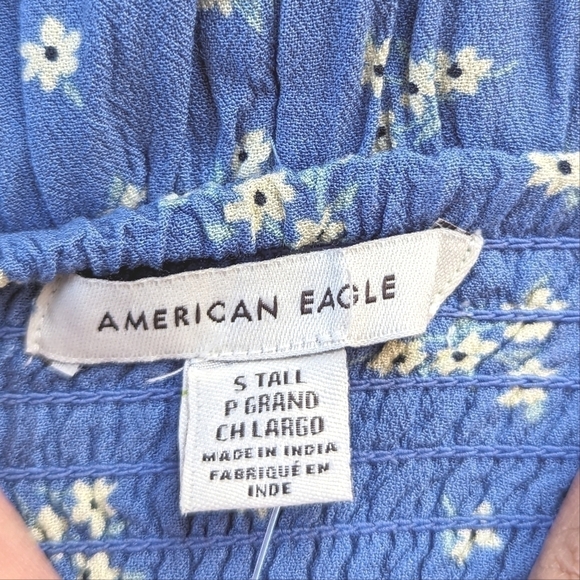 AMERICAN EAGLE
S TALL
P GRAND
CH LARGO
MADE IN INDIA
FABRIQUÉ EN
INDE